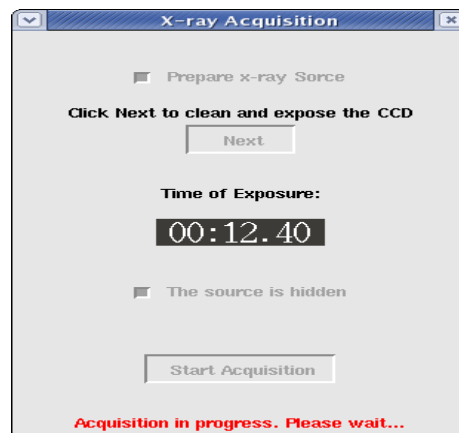 X-ray Acquisition
Prepare x-ray Sorce
Click Next to clean and expose the CCD
Next
Time of Exposure:
00:12.40
The source is hidden
Start Acquisition
Acquisition in progress. Please wait...